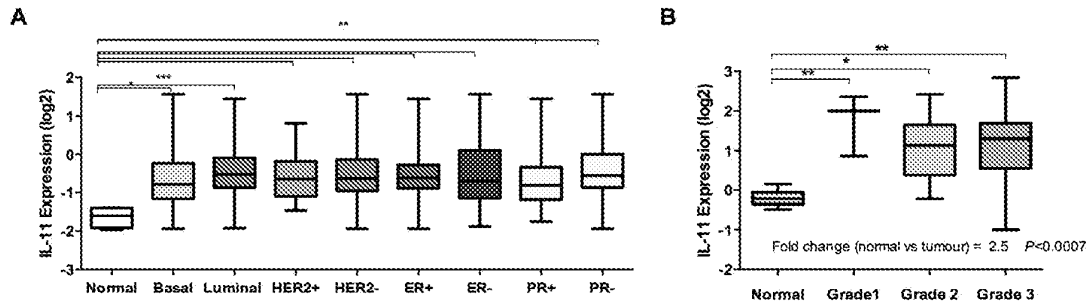 A
**
***
*
IL-11 Expression (log2)
2
1
-0
-1
-2
-3
Normal Basal Luminal HER2+ HER2- ER+ ER- PR+ PR-
B
**
*
**
IL-11 Expression (log2)
3
2
1
0
-1
-2
Fold change (normal vs tumour) = 2.5 P<0.0007
Normal Grade1 Grade 2 Grade 3